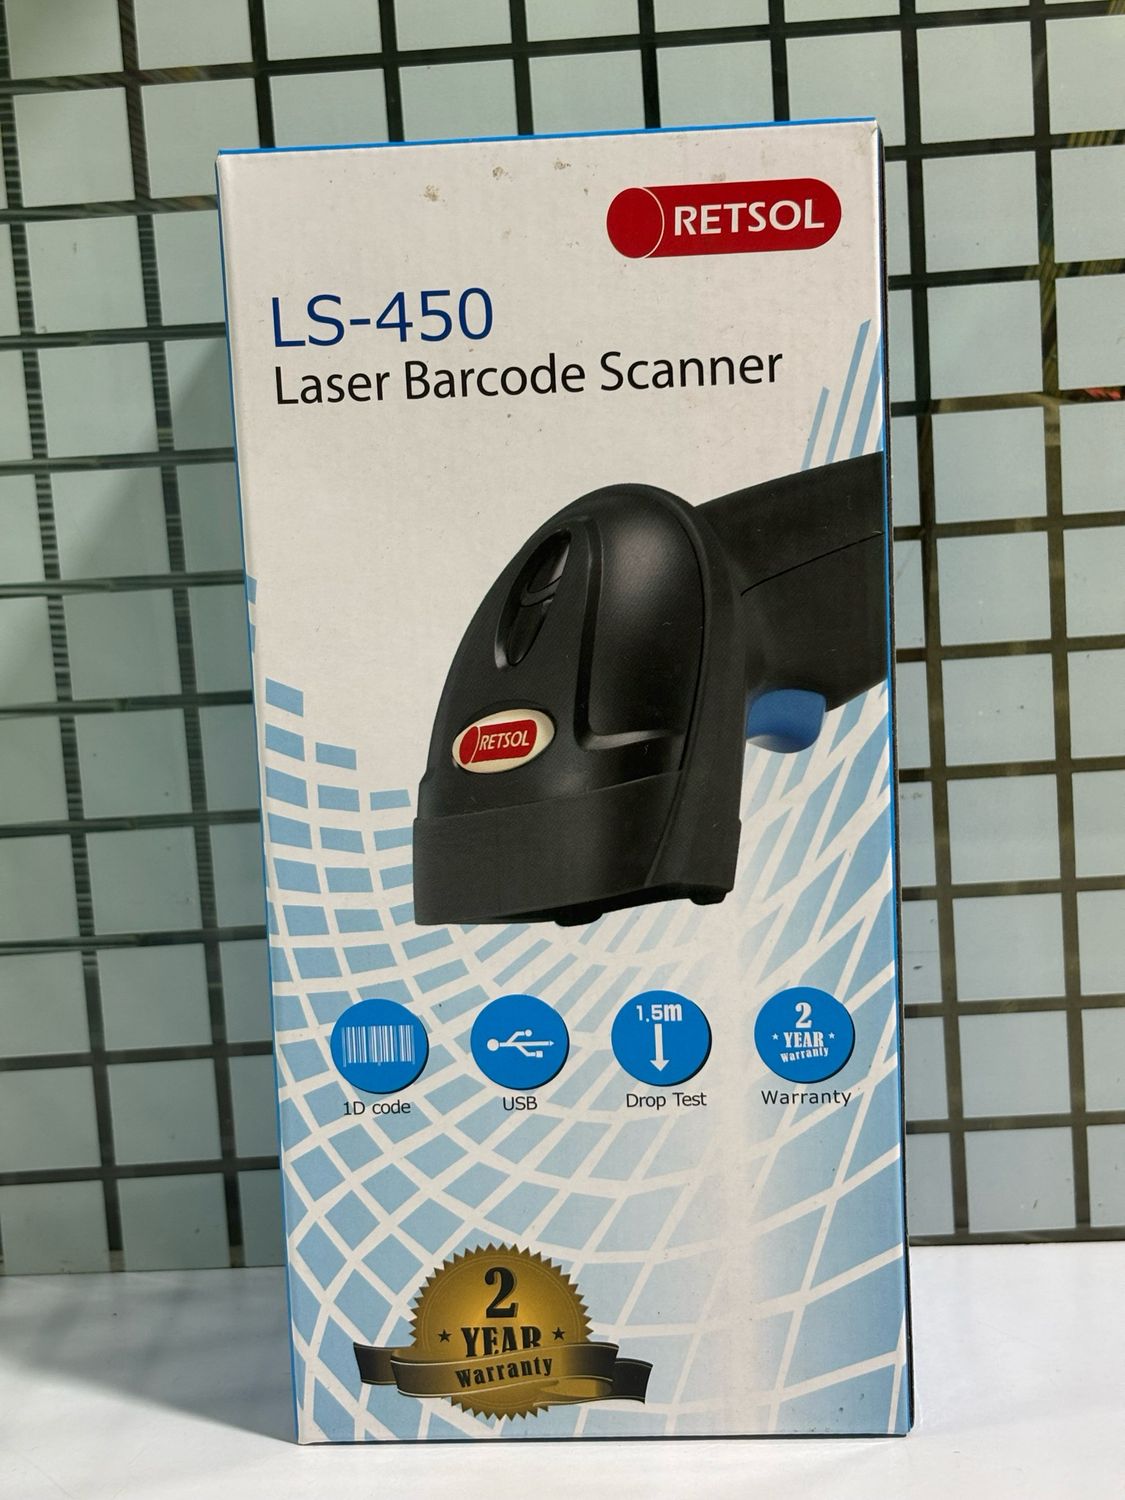 RETSOL
LS-450
Laser Barcode Scanner
RETSOL
1D code
USB
1.5m
Drop Test
2
YEAR
Warranty
Warranty
2
YEAR
Warranty